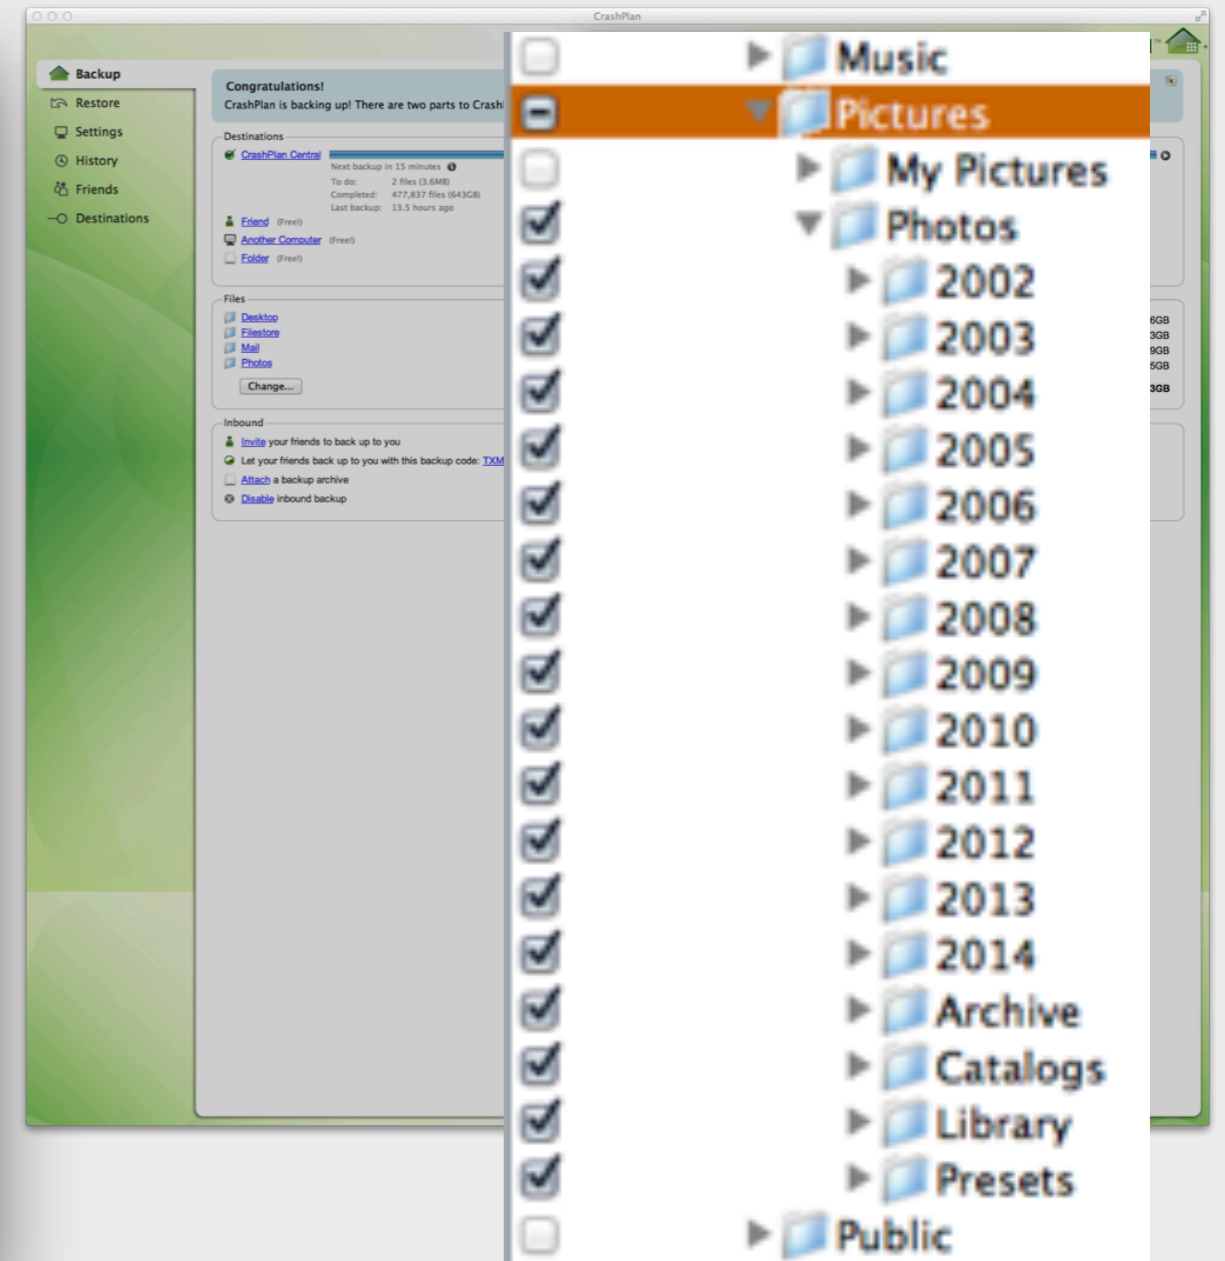 CrashPlan
Backup
Restore
Settings
History
Friends
Destinations
Congratulations!
CrashPlan is backing up! There are two parts to
Destinations
CrashPlan Central
Next backup in 15 minutes
To do: 2 files (3.6MB)
Completed: 477,837 files (643GB)
Last backup: 13.5 hours ago
Friend (Free!)
Another Computer (Free!)
Folder (Free!)
Files
Desktop
Filestore
Mail
Photos
Change...
6GB
3GB
9GB
5GB
3GB
Inbound
Invite your friends to back up to you
Let your friends back up to you with this backup code: TXM
Attach a backup archive
Disable inbound backup
Music
Pictures
My Pictures
Photos
2002
2003
2004
2005
2006
2007
2008
2009
2010
2011
2012
2013
2014
Archive
Catalogs
Library
Presets
Public